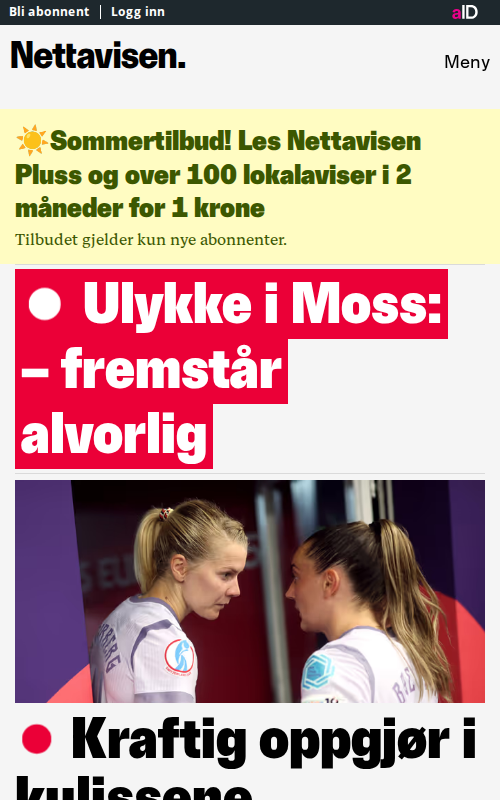 Bli abonnent | Logg inn
aID
Nettavisen.
Meny
☀️Sommertilbud! Les Nettavisen
Pluss og over 100 lokalaviser i 2
måneder for 1 krone
Tilbudet gjelder kun nye abonnenter.
Ulykke i Moss:
– fremstår
alvorlig
Kraftig oppgjør i
kulissene